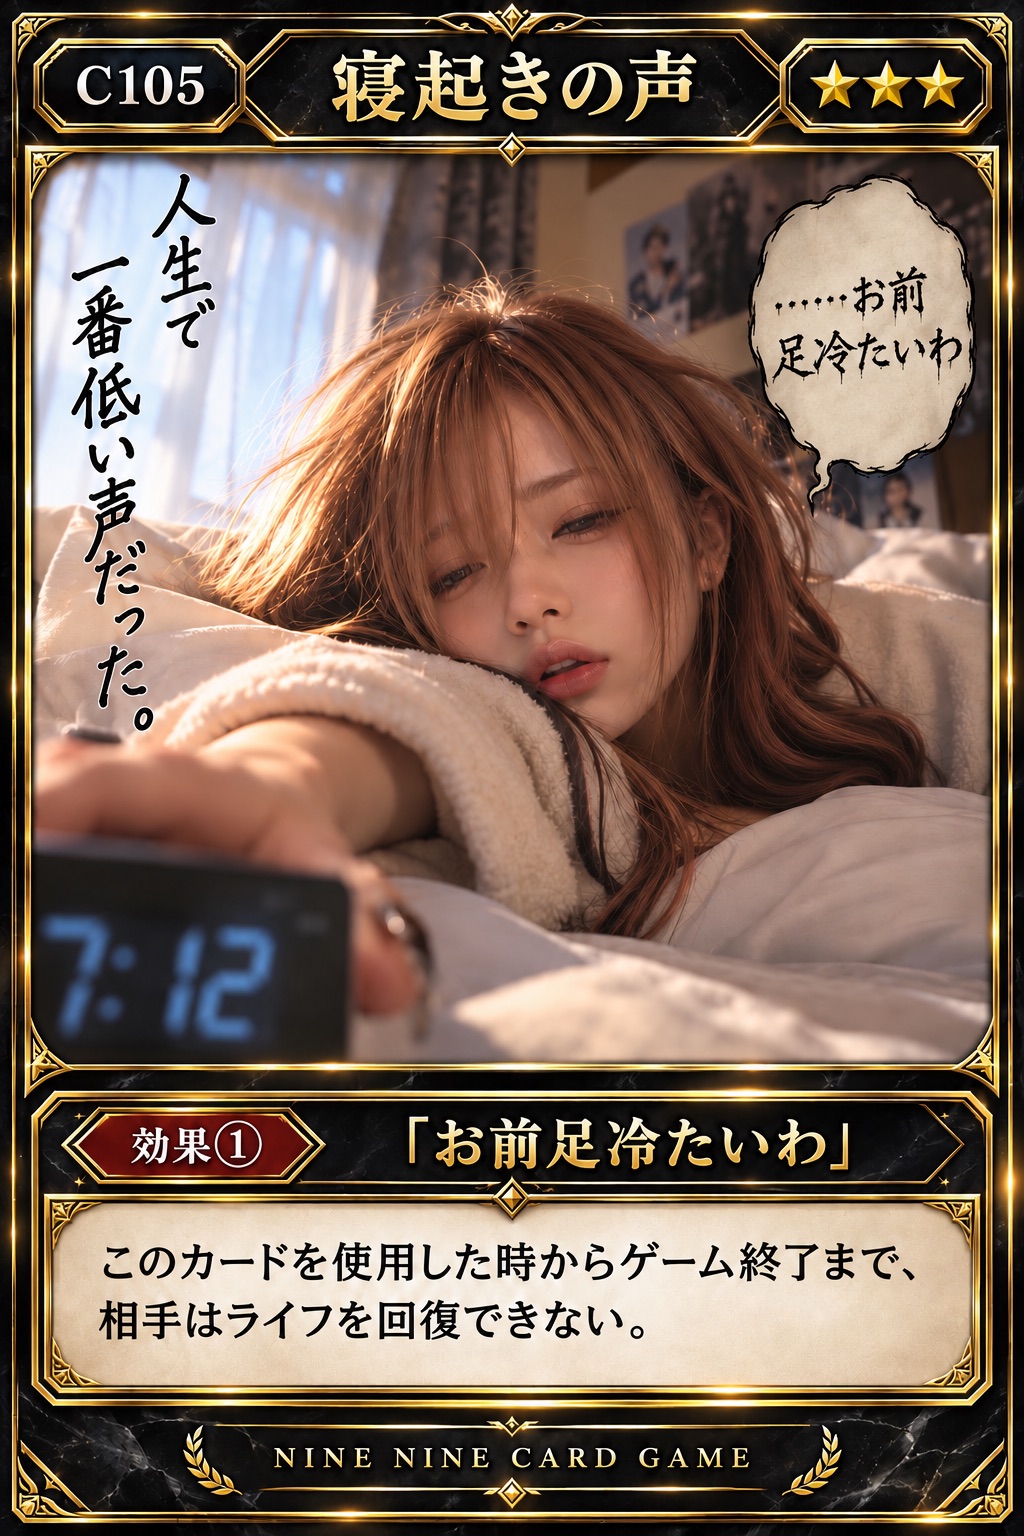 C105
寝起きの声
★★★
人生で
一番低い声だった。
……お前
足冷たいわ
7:12
効果①
「お前足冷たいわ」
このカードを使用した時からゲーム終了まで、
相手はライフを回復できない。
NINE NINE CARD GAME